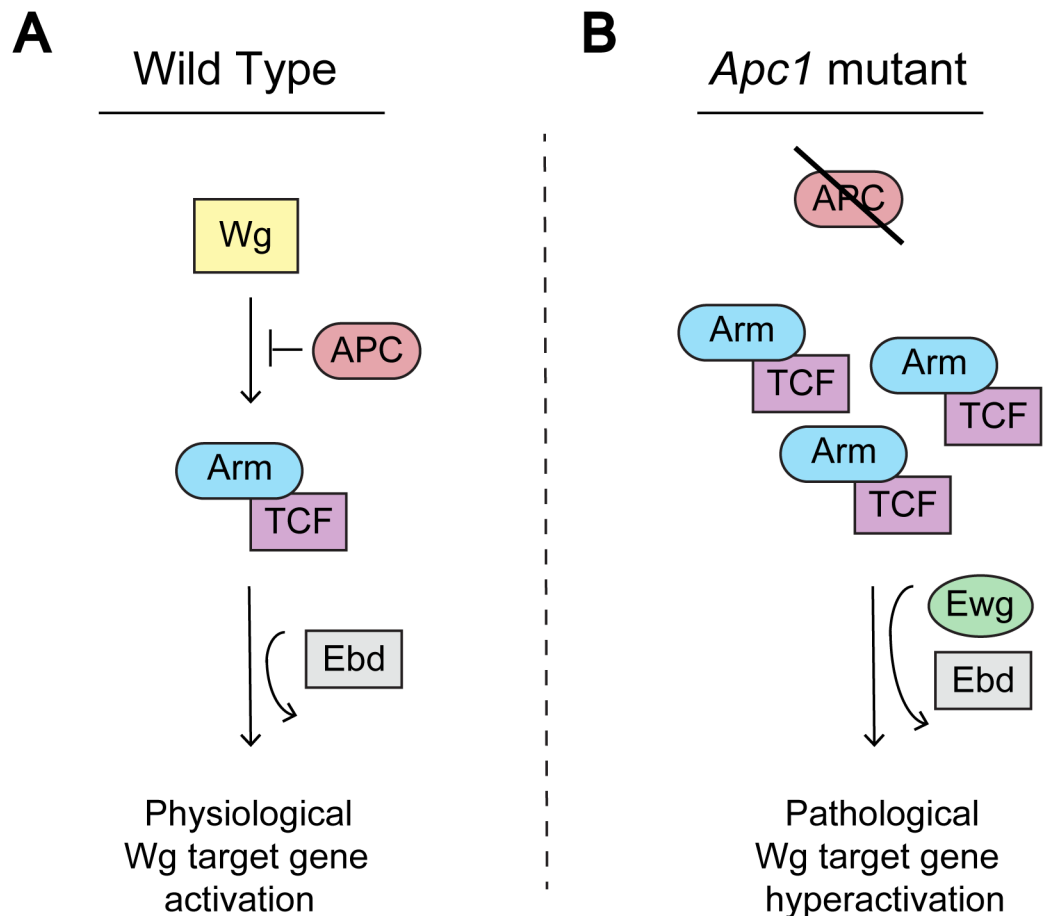 A
Wild Type
Wg
APC
Arm
TCF
Ebd
Physiological
Wg target gene
activation
B
Apc1 mutant
APC
Arm
TCF
Arm
TCF
Arm
TCF
Ewg
Ebd
Pathological
Wg target gene
hyperactivation